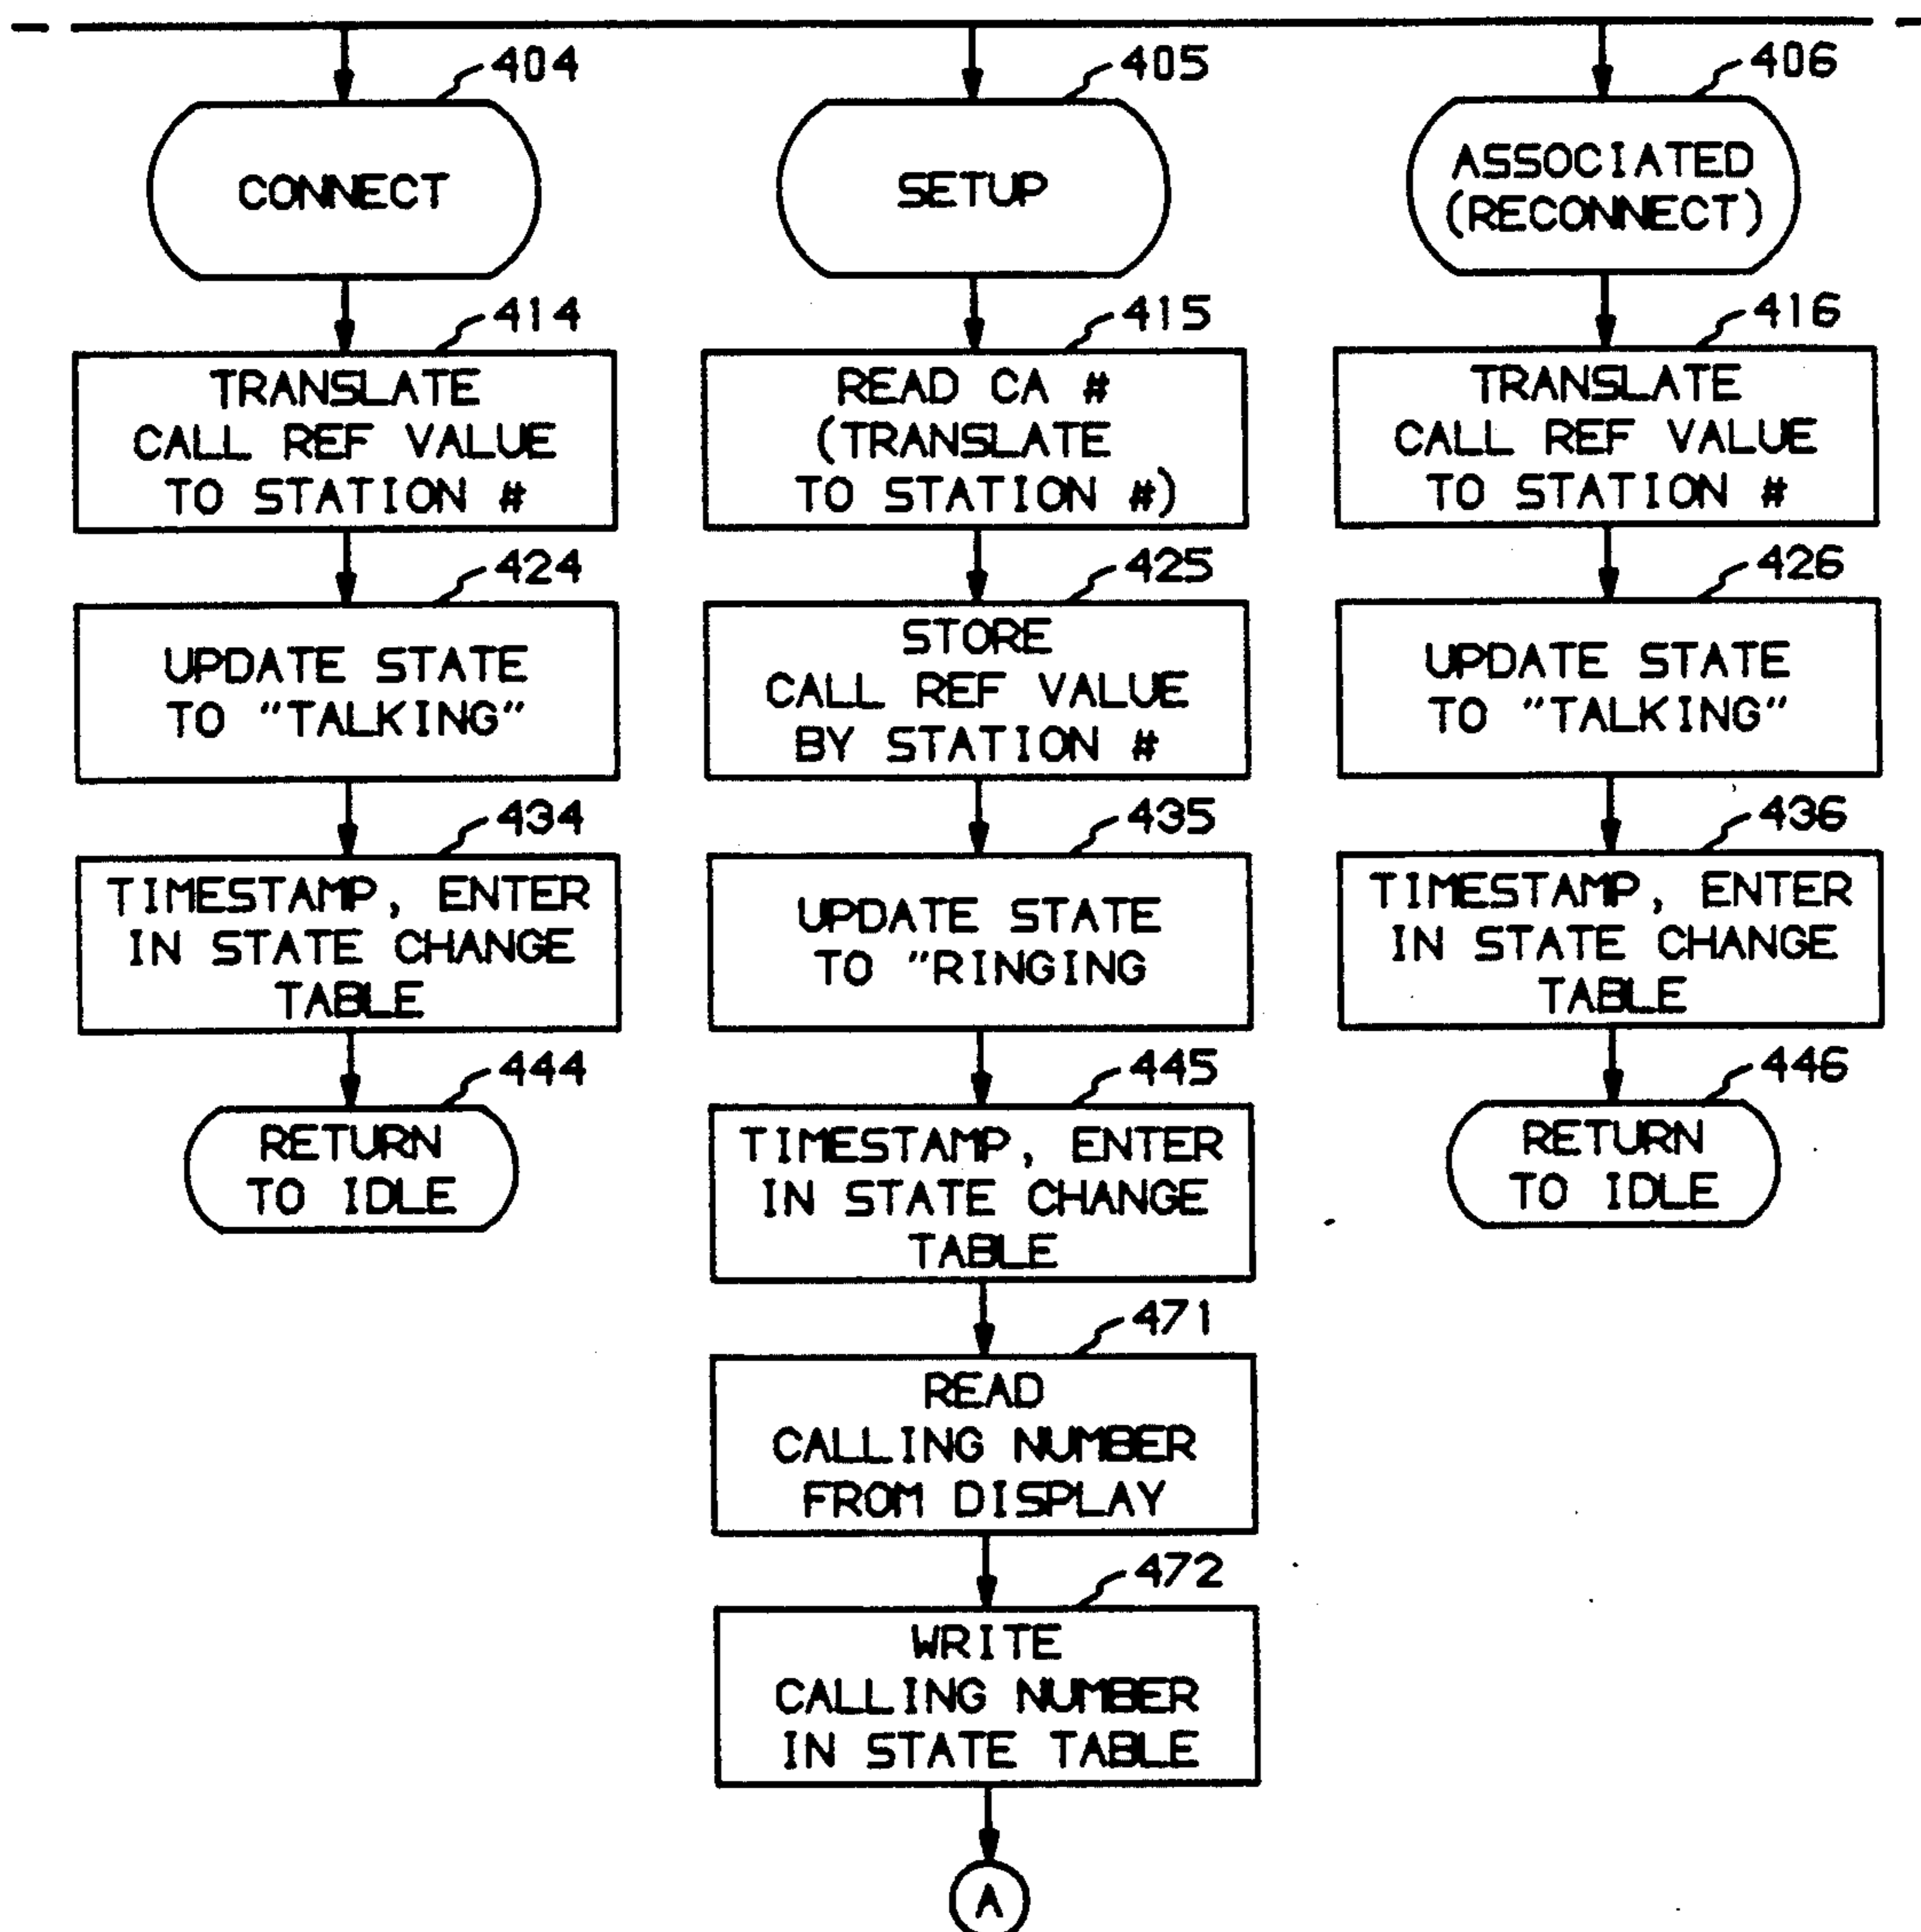 404
CONNECT
414
TRANSLATE
CALL REF VALUE
TO STATION #
424
UPDATE STATE
TO "TALKING"
434
TIMESTAMP, ENTER
IN STATE CHANGE
TABLE
444
RETURN
TO IDLE
405
SETUP
415
READ CA #
(TRANSLATE
TO STATION #)
425
STORE
CALL REF VALUE
BY STATION #
435
UPDATE STATE
TO "RINGING
445
TIMESTAMP, ENTER
IN STATE CHANGE
TABLE
471
READ
CALLING NUMBER
FROM DISPLAY
472
WRITE
CALLING NUMBER
IN STATE TABLE
A
406
ASSOCIATED
(RECONNECT)
416
TRANSLATE
CALL REF VALUE
TO STATION #
426
UPDATE STATE
TO "TALKING"
436
TIMESTAMP, ENTER
IN STATE CHANGE
TABLE
446
RETURN
TO IDLE